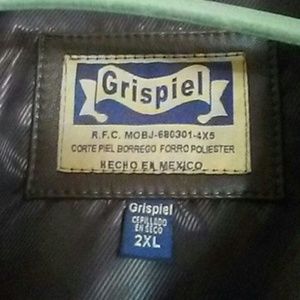 Grispiel
R.F.C. MOBJ-680301-4X5
CORTE PIEL BORREGO FORRO POLIESTER
HECHO EN MEXICO
Grispiel
CEPILLADO
EN SECO
2XL